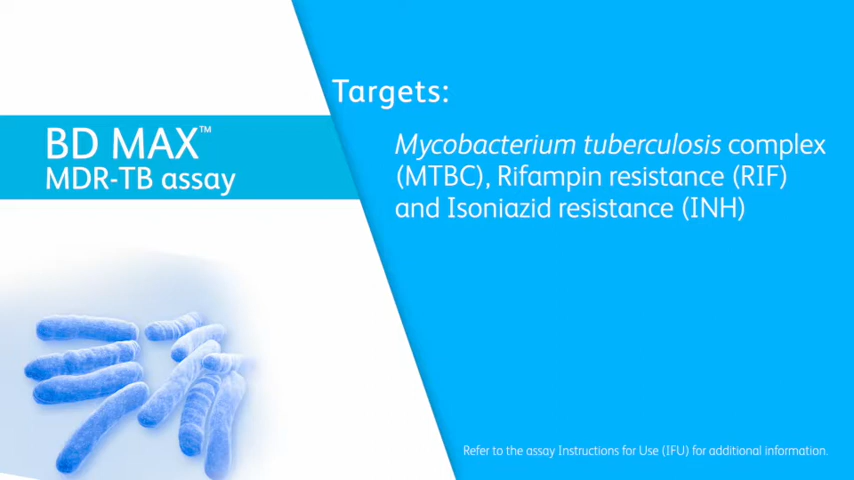 BD MAX™
MDR-TB assay
Targets:
Mycobacterium tuberculosis complex
(MTBC), Rifampin resistance (RIF)
and Isoniazid resistance (INH)
Refer to the assay Instructions for Use (IFU) for additional information.